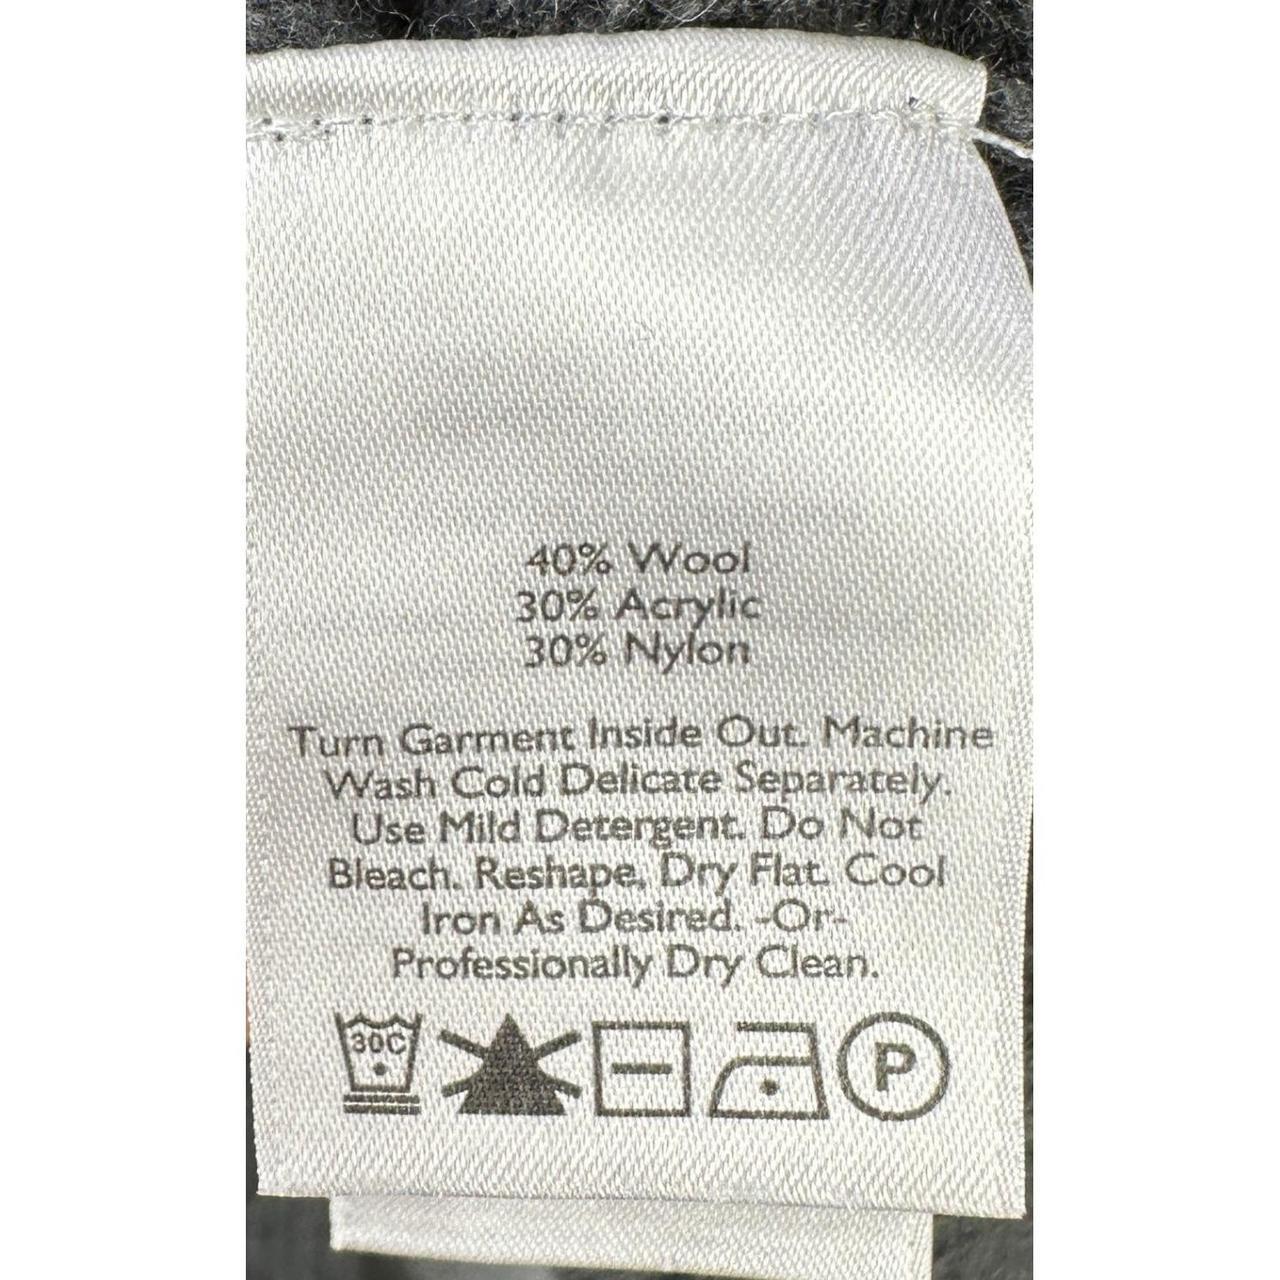 40% Wool
30% Acrylic
30% Nylon
Turn Garment Inside Out. Machine
Wash Cold Delicate Separately.
Use Mild Detergent. Do Not
Bleach. Reshape, Dry Flat. Cool
Iron As Desired. -Or-
Professionally Dry Clean.
30C P